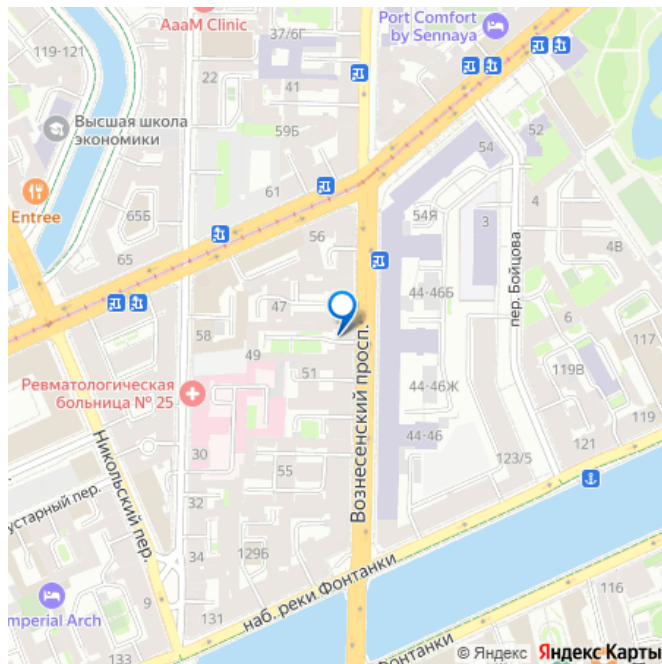 AaaM Clinic
Port Comfort
by Sennaya
37/6Г
119-121
22
41
Высшая школа
экономики
59Б
52
54
Entree
61
65Б
4
54Я
3
56
65
4В
пер. Бойцова
44-46Б
47
6
58
Вознесенский просп.
49
119В
Ревматологическая
больница № 25
51
44-46Ж
Никольский пер.
44-46
121
119
30
123/5
55
устарный пер.
32
129Б
34
наб. реки Фонтанки
116
mperial Arch
9
131
133
Фонтанки
© Яндекс Яндекс Карты